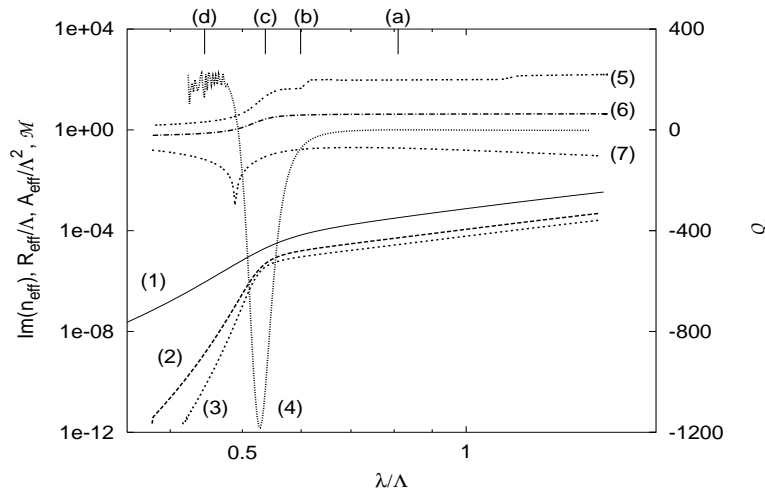 (d) (c) (b) (a)
1e+04
1e+00
1e-04
1e-08
1e-12
400
0
-400
-800
-1200
Im(n_eff), R_eff/Λ, A_eff/Λ², ℳ
Q
(5)
(6)
(7)
(1)
(2)
(3)
(4)
0.5
1
λ/Λ